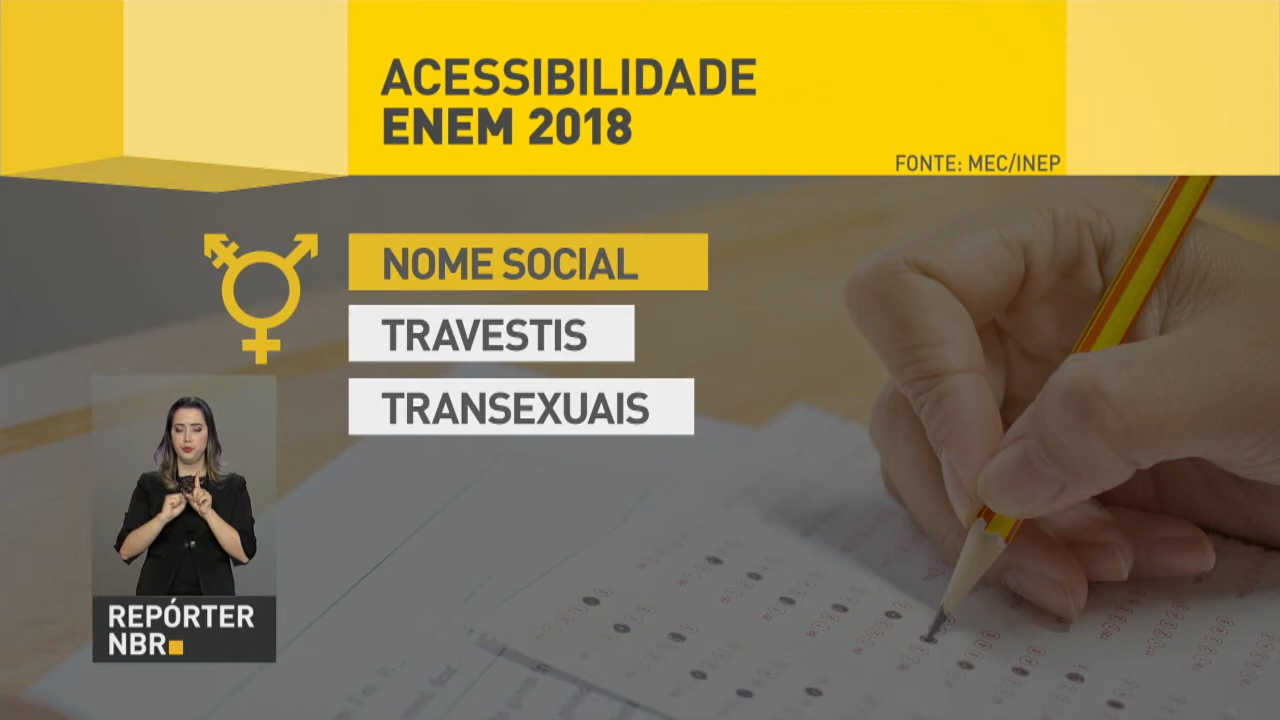 ACESSIBILIDADE
ENEM 2018
FONTE: MEC/INEP
NOME SOCIAL
TRAVESTIS
TRANSEXUAIS
REPÓRTER
NBR